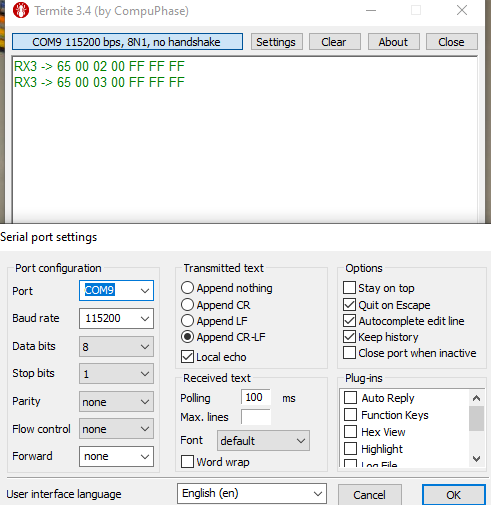 Termite 3.4 (by CompuPhase)
COM9 115200 bps, 8N1, no handshake Settings Clear About Close
RX3 -> 65 00 02 00 FF FF FF
RX3 -> 65 00 03 00 FF FF FF
Serial port settings
Port configuration
Port COM9
Baud rate 115200
Data bits 8
Stop bits 1
Parity none
Flow control none
Forward none
Transmitted text
Append nothing
Append CR
Append LF
Append CR-LF
Local echo
Received text
Polling 100 ms
Max. lines
Font default
Word wrap
Options
Stay on top
Quit on Escape
Autocomplete edit line
Keep history
Close port when inactive
Plug-ins
Auto Reply
Function Keys
Hex View
Highlight
Log File
User interface language English (en) Cancel OK